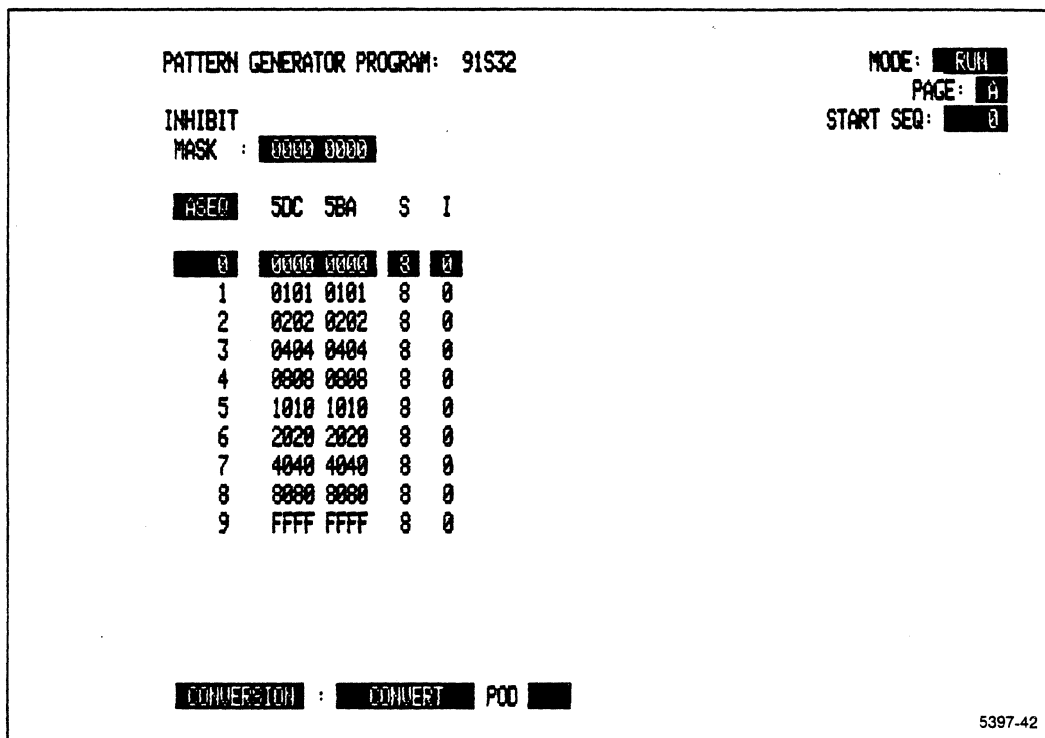 PATTERN GENERATOR PROGRAM: 91S32 MODE: RUN
PAGE: A
INHIBIT START SEQ: 0
MASK : 0000 0000
ASEQ 5DC 5BA S I
0 0000 0000 8 0
1 0101 0101 8 0
2 0202 0202 8 0
3 0404 0404 8 0
4 0808 0808 8 0
5 1010 1010 8 0
6 2020 2020 8 0
7 4040 4040 8 0
8 8080 8080 8 0
9 FFFF FFFF 8 0
CONVERSION : CONVERT POD
5397-42